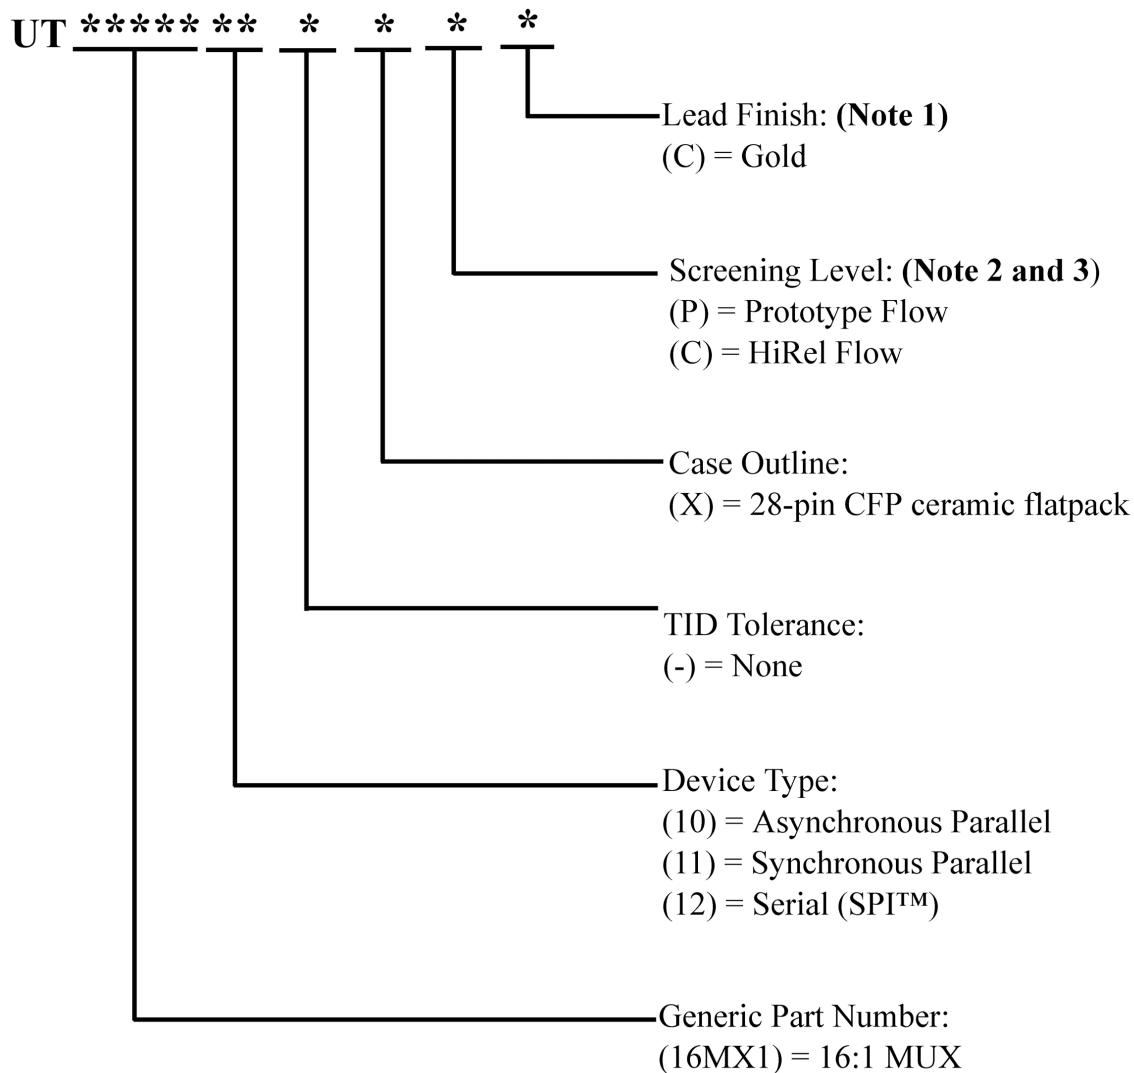 UT ***** ** * * * *
Lead Finish: (Note 1)
(C) = Gold
Screening Level: (Note 2 and 3)
(P) = Prototype Flow
(C) = HiRel Flow
Case Outline:
(X) = 28-pin CFP ceramic flatpack
TID Tolerance:
(-) = None
Device Type:
(10) = Asynchronous Parallel
(11) = Synchronous Parallel
(12) = Serial (SPI™)
Generic Part Number:
(16MX1) = 16:1 MUX